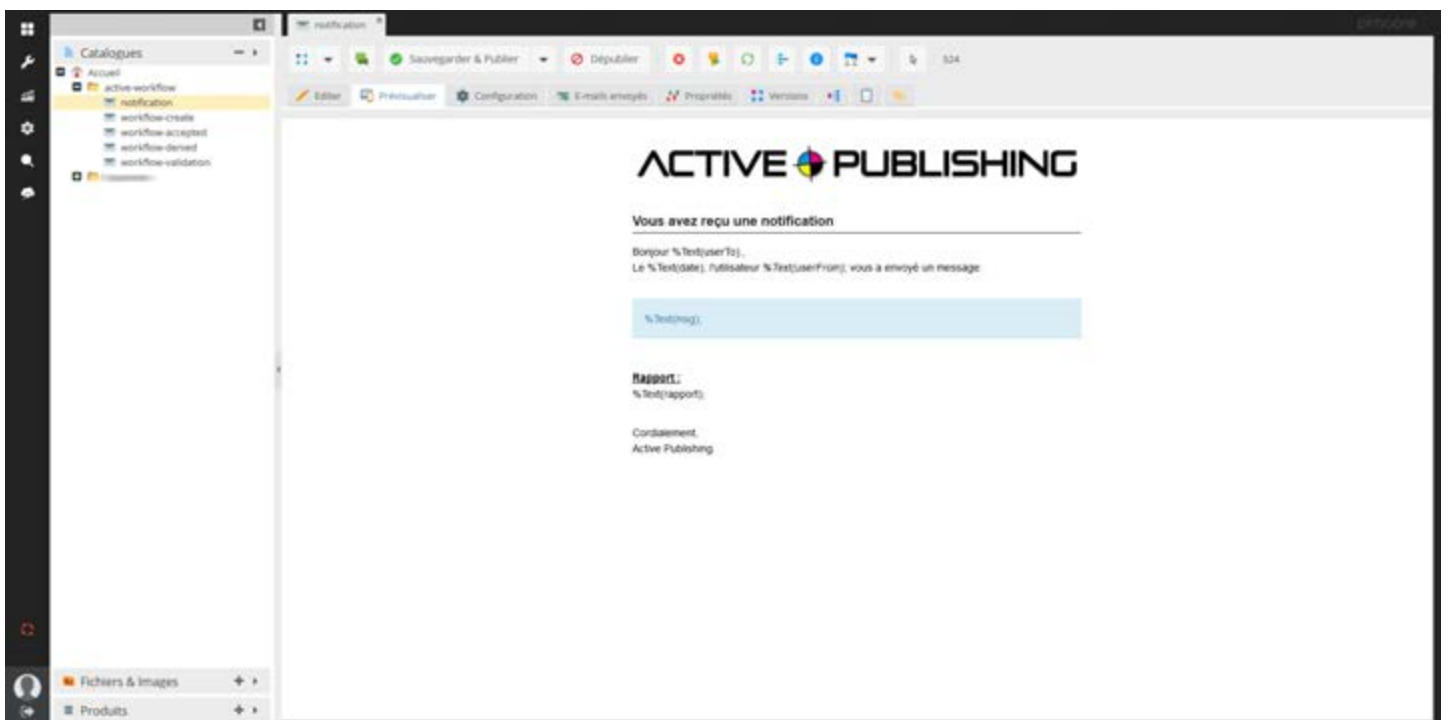 notification
pimcore
Catalogues
Accueil
active-workflow
notification
workflow-create
workflow-accepted
workflow-denied
workflow-validation
Sauvegarder & Publier
Dépublier
324
Editer
Prévisualiser
Configuration
E-mails envoyés
Propriétés
Versions
ACTIVE PUBLISHING
Vous avez reçu une notification
Bonjour %Text(userTo);,
Le %Text(date);, l'utilisateur %Text(userFrom); vous a envoyé un message:
%Text(msg);
Rapport :
%Text(rapport);
Cordialement,
Active Publishing
Fichiers & Images
Produits